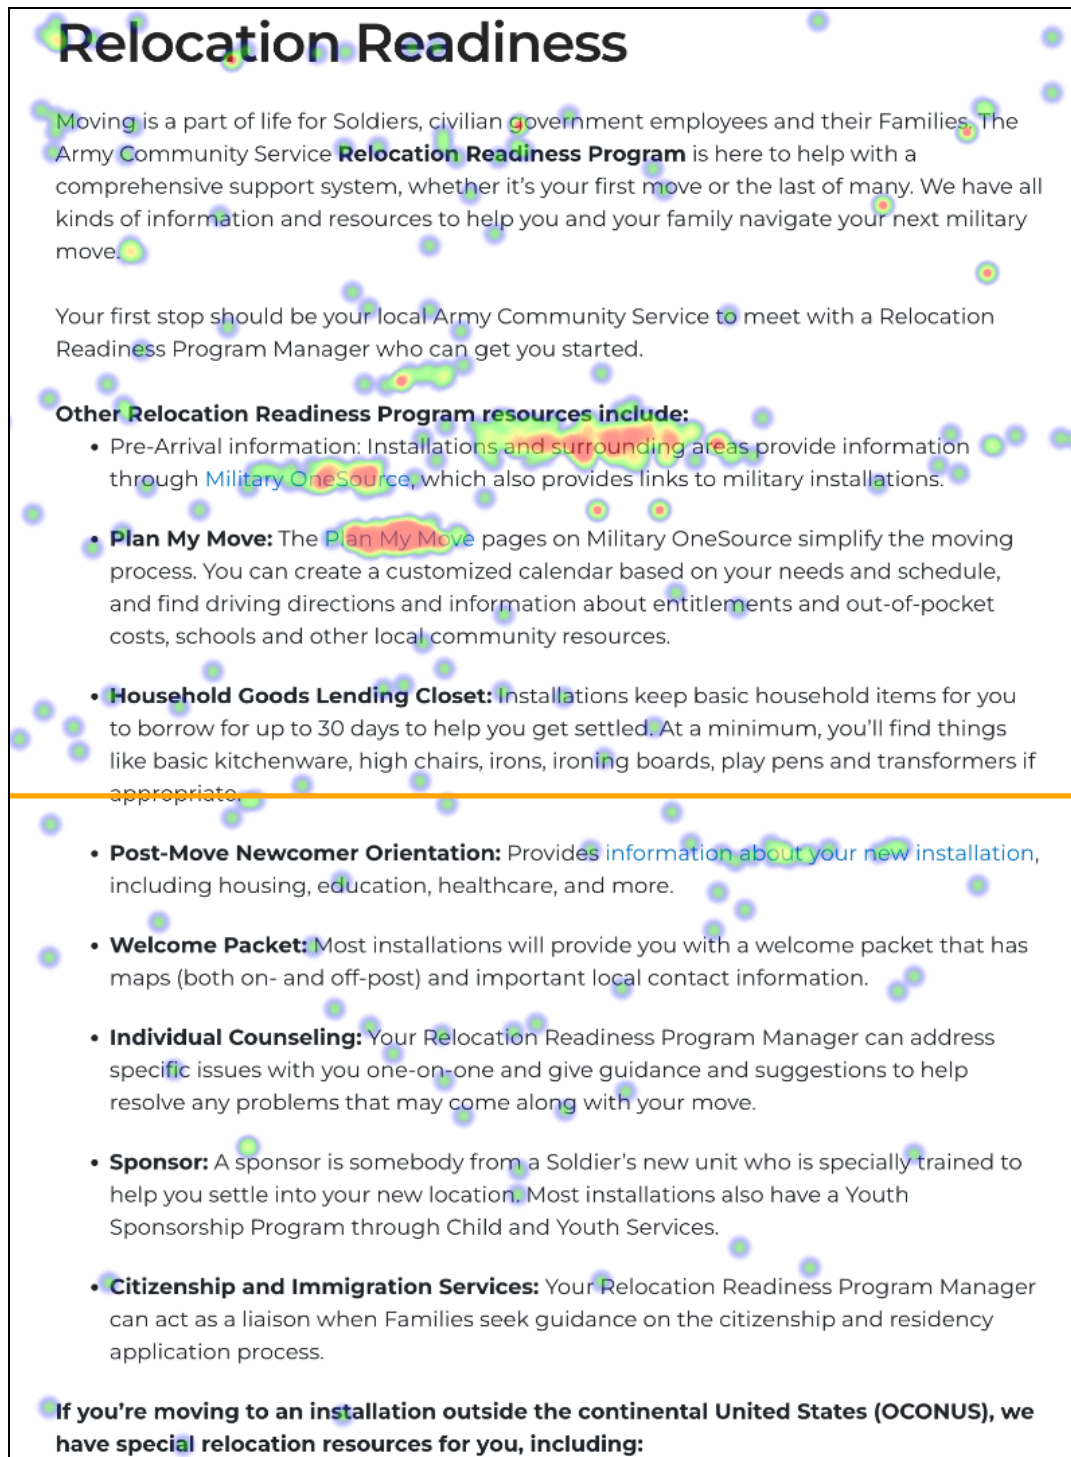 Relocation Readiness
Moving is a part of life for Soldiers, civilian government employees and their Families. The
Army Community Service Relocation Readiness Program is here to help with a
comprehensive support system, whether it's your first move or the last of many. We have all
kinds of information and resources to help you and your family navigate your next military
move.
Your first stop should be your local Army Community Service to meet with a Relocation
Readiness Program Manager who can get you started.
Other Relocation Readiness Program resources include:
• Pre-Arrival information: Installations and surrounding areas provide information
through Military OneSource, which also provides links to military installations.
• Plan My Move: The Plan My Move pages on Military OneSource simplify the moving
process. You can create a customized calendar based on your needs and schedule,
and find driving directions and information about entitlements and out-of-pocket
costs, schools and other local community resources.
• Household Goods Lending Closet: Installations keep basic household items for you
to borrow for up to 30 days to help you get settled. At a minimum, you'll find things
like basic kitchenware, high chairs, irons, ironing boards, play pens and transformers if
appropriate.
• Post-Move Newcomer Orientation: Provides information about your new installation,
including housing, education, healthcare, and more.
• Welcome Packet: Most installations will provide you with a welcome packet that has
maps (both on- and off-post) and important local contact information.
• Individual Counseling: Your Relocation Readiness Program Manager can address
specific issues with you one-on-one and give guidance and suggestions to help
resolve any problems that may come along with your move.
• Sponsor: A sponsor is somebody from a Soldier's new unit who is specially trained to
help you settle into your new location. Most installations also have a Youth
Sponsorship Program through Child and Youth Services.
• Citizenship and Immigration Services: Your Relocation Readiness Program Manager
can act as a liaison when Families seek guidance on the citizenship and residency
application process.
If you're moving to an installation outside the continental United States (OCONUS), we
have special relocation resources for you, including: